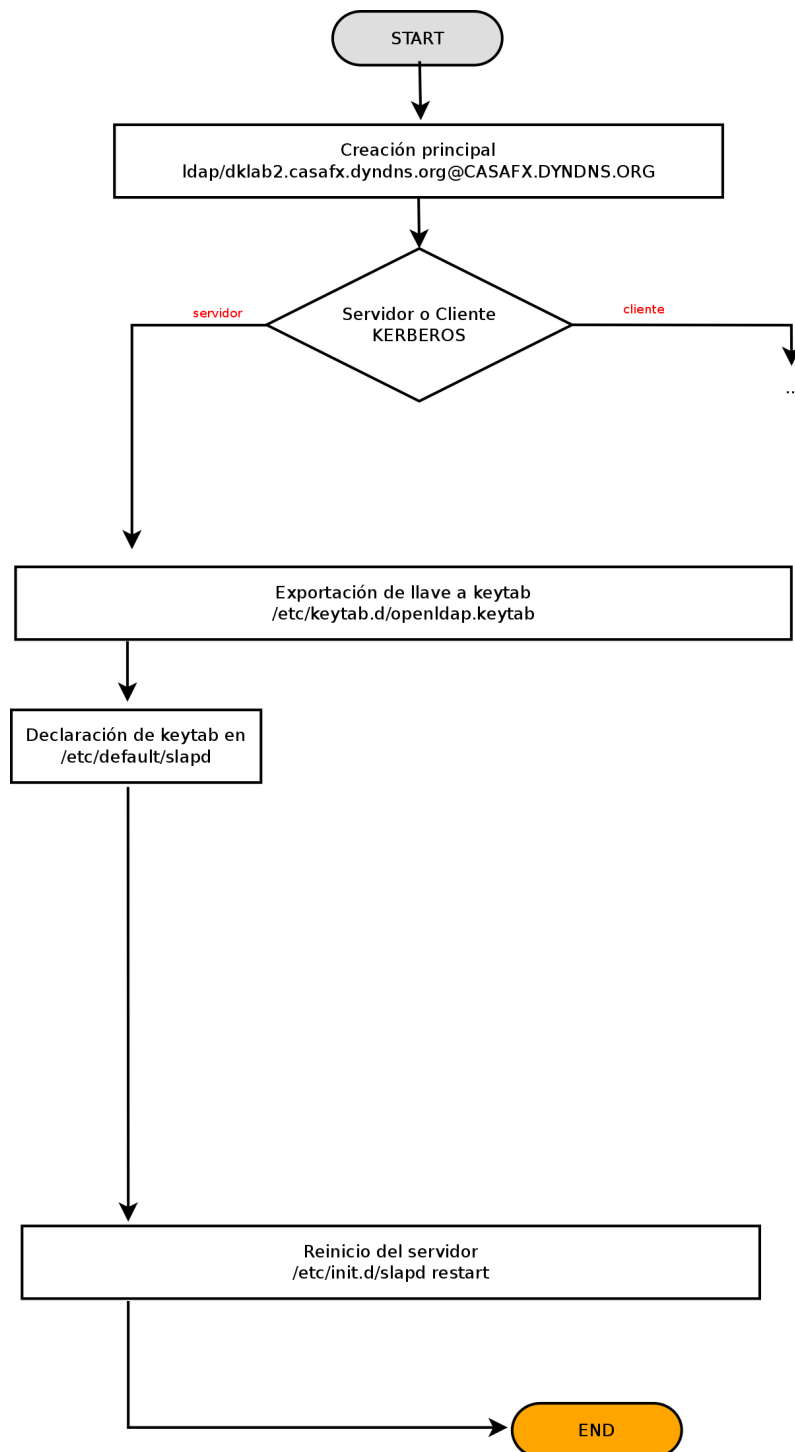 START
Creación principal
ldap/dklab2.casafx.dyndns.org@CASAFX.DYNDNS.ORG
servidor
Servidor o Cliente
KERBEROS
cliente
..
Exportación de llave a keytab
/etc/keytab.d/openldap.keytab
Declaración de keytab en
/etc/default/slapd
Reinicio del servidor
/etc/init.d/slapd restart
END